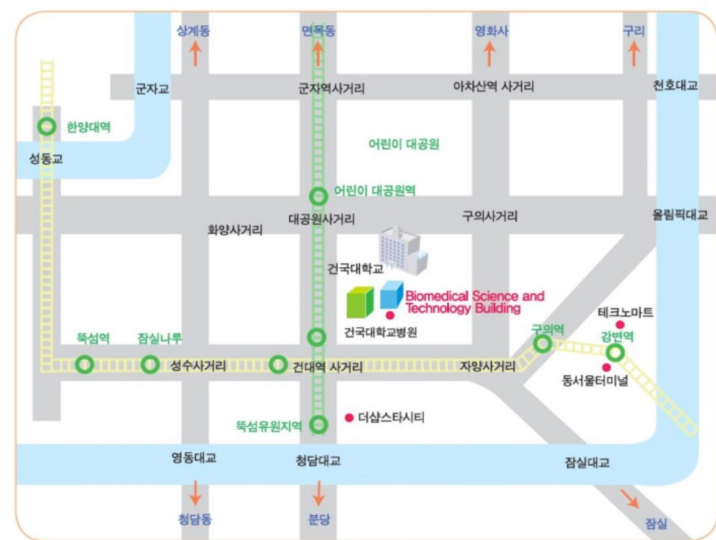 상계동
면목동
영화사
구리
군자교
군자역사거리
아차산역 사거리
천호대교
한양대역
성동교
어린이 대공원
어린이 대공원역
화양사거리
대공원사거리
구의사거리
올림픽대교
건국대학교
Biomedical Science and
Technology Building
건국대학교병원
테크노마트
뚝섬역
잠실나루
성수사거리
건대역 사거리
자양사거리
구의역
강변역
동서울터미널
뚝섬유원지역
더샵스타시티
영동대교
청담대교
잠실대교
청담동
분당
잠실